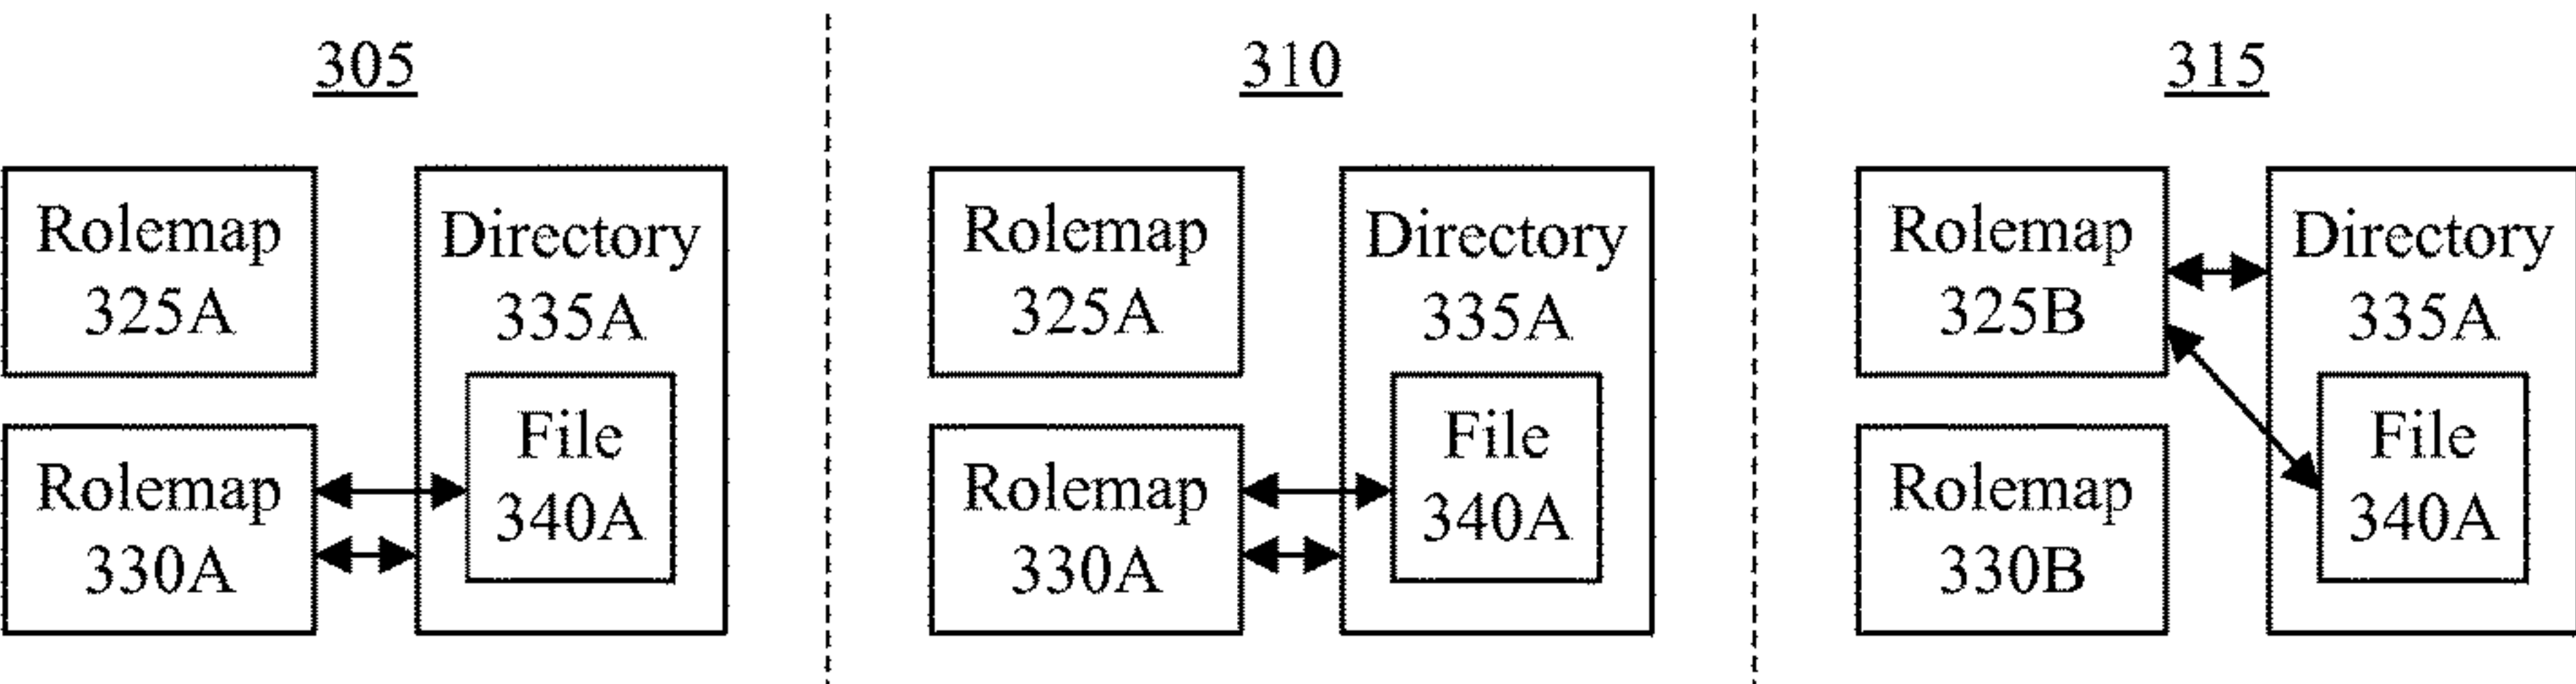 305
Rolemap
325A
Directory
335A
File
340A
Rolemap
330A
310
Rolemap
325A
Directory
335A
File
340A
Rolemap
330A
315
Rolemap
325B
Directory
335A
File
340A
Rolemap
330B